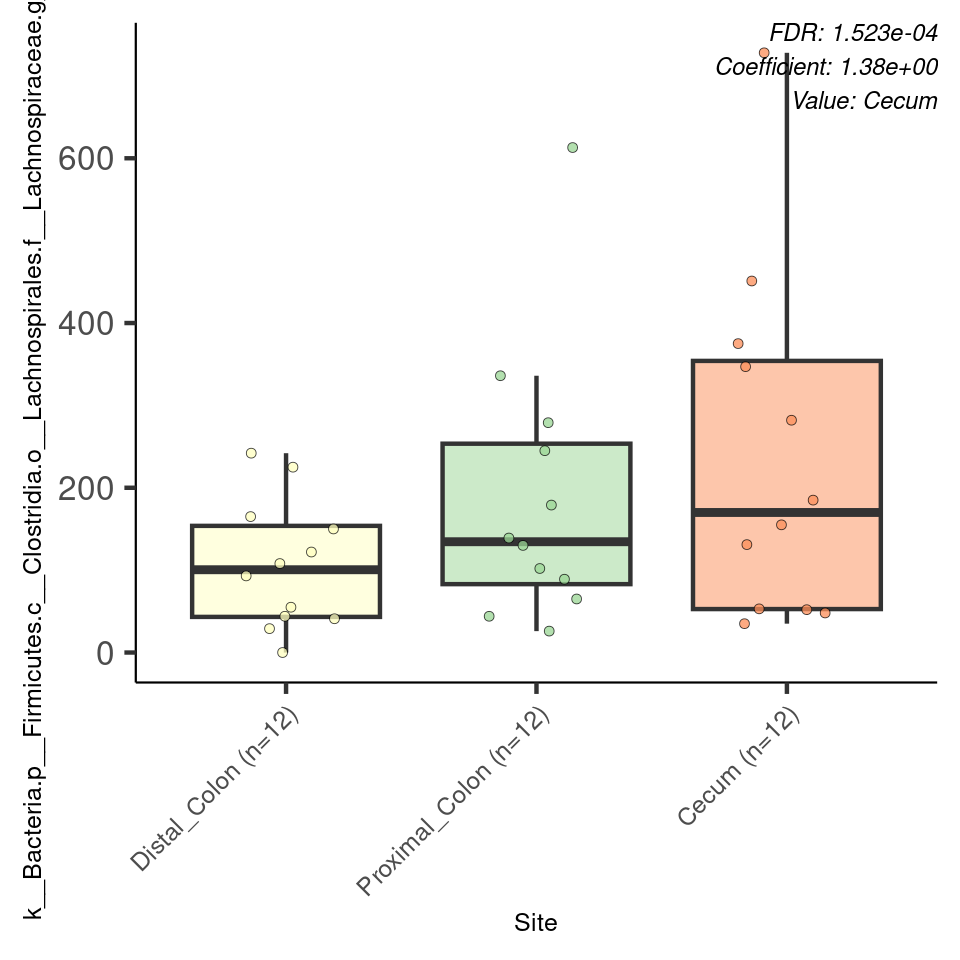 FDR: 1.523e-04
Coefficient: 1.38e+00
Value: Cecum
k__Bacteria.p__Firmicutes.c__Clostridia.o__Lachnospirales.f__Lachnospiraceae.g
600
400
200
0
Distal_Colon (n=12)
Proximal_Colon (n=12)
Cecum (n=12)
Site